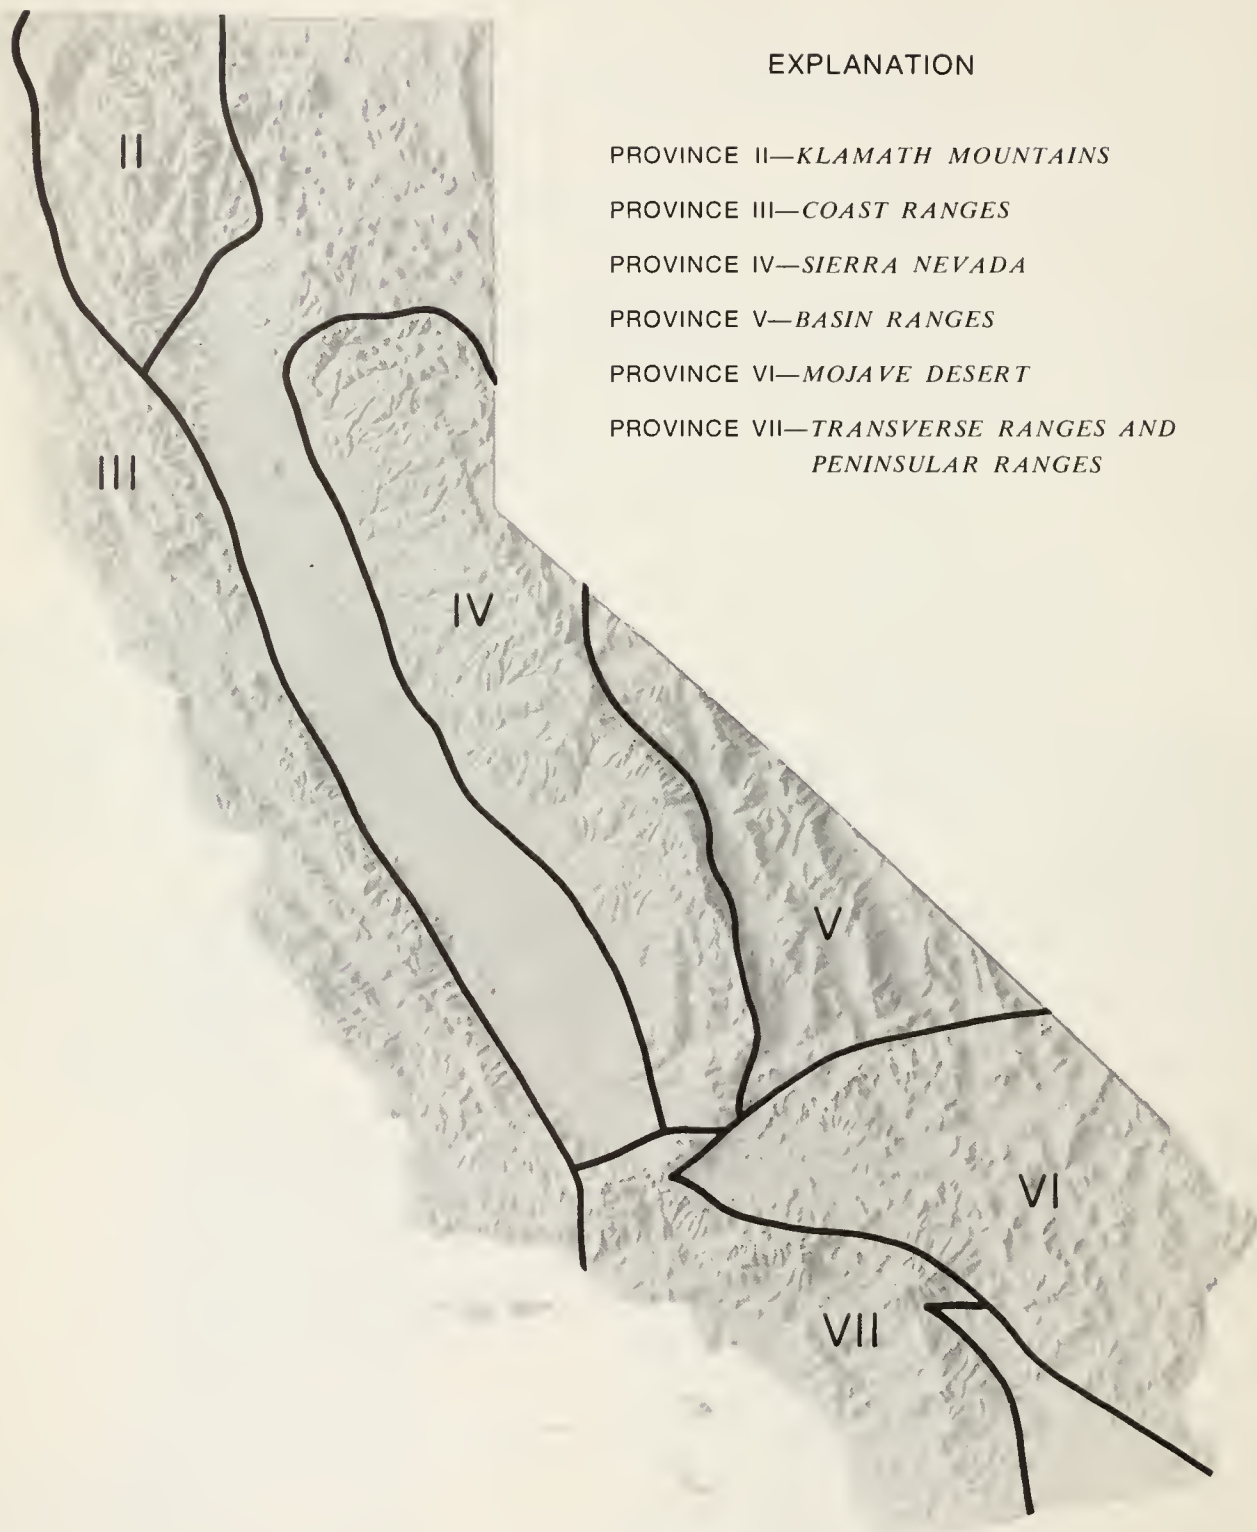 EXPLANATION
PROVINCE II—KLAMATH MOUNTAINS
PROVINCE III—COAST RANGES
PROVINCE IV—SIERRA NEVADA
PROVINCE V—BASIN RANGES
PROVINCE VI—MOJAVE DESERT
PROVINCE VII—TRANSVERSE RANGES AND
PENINSULAR RANGES
II
III
IV
V
VI
VII